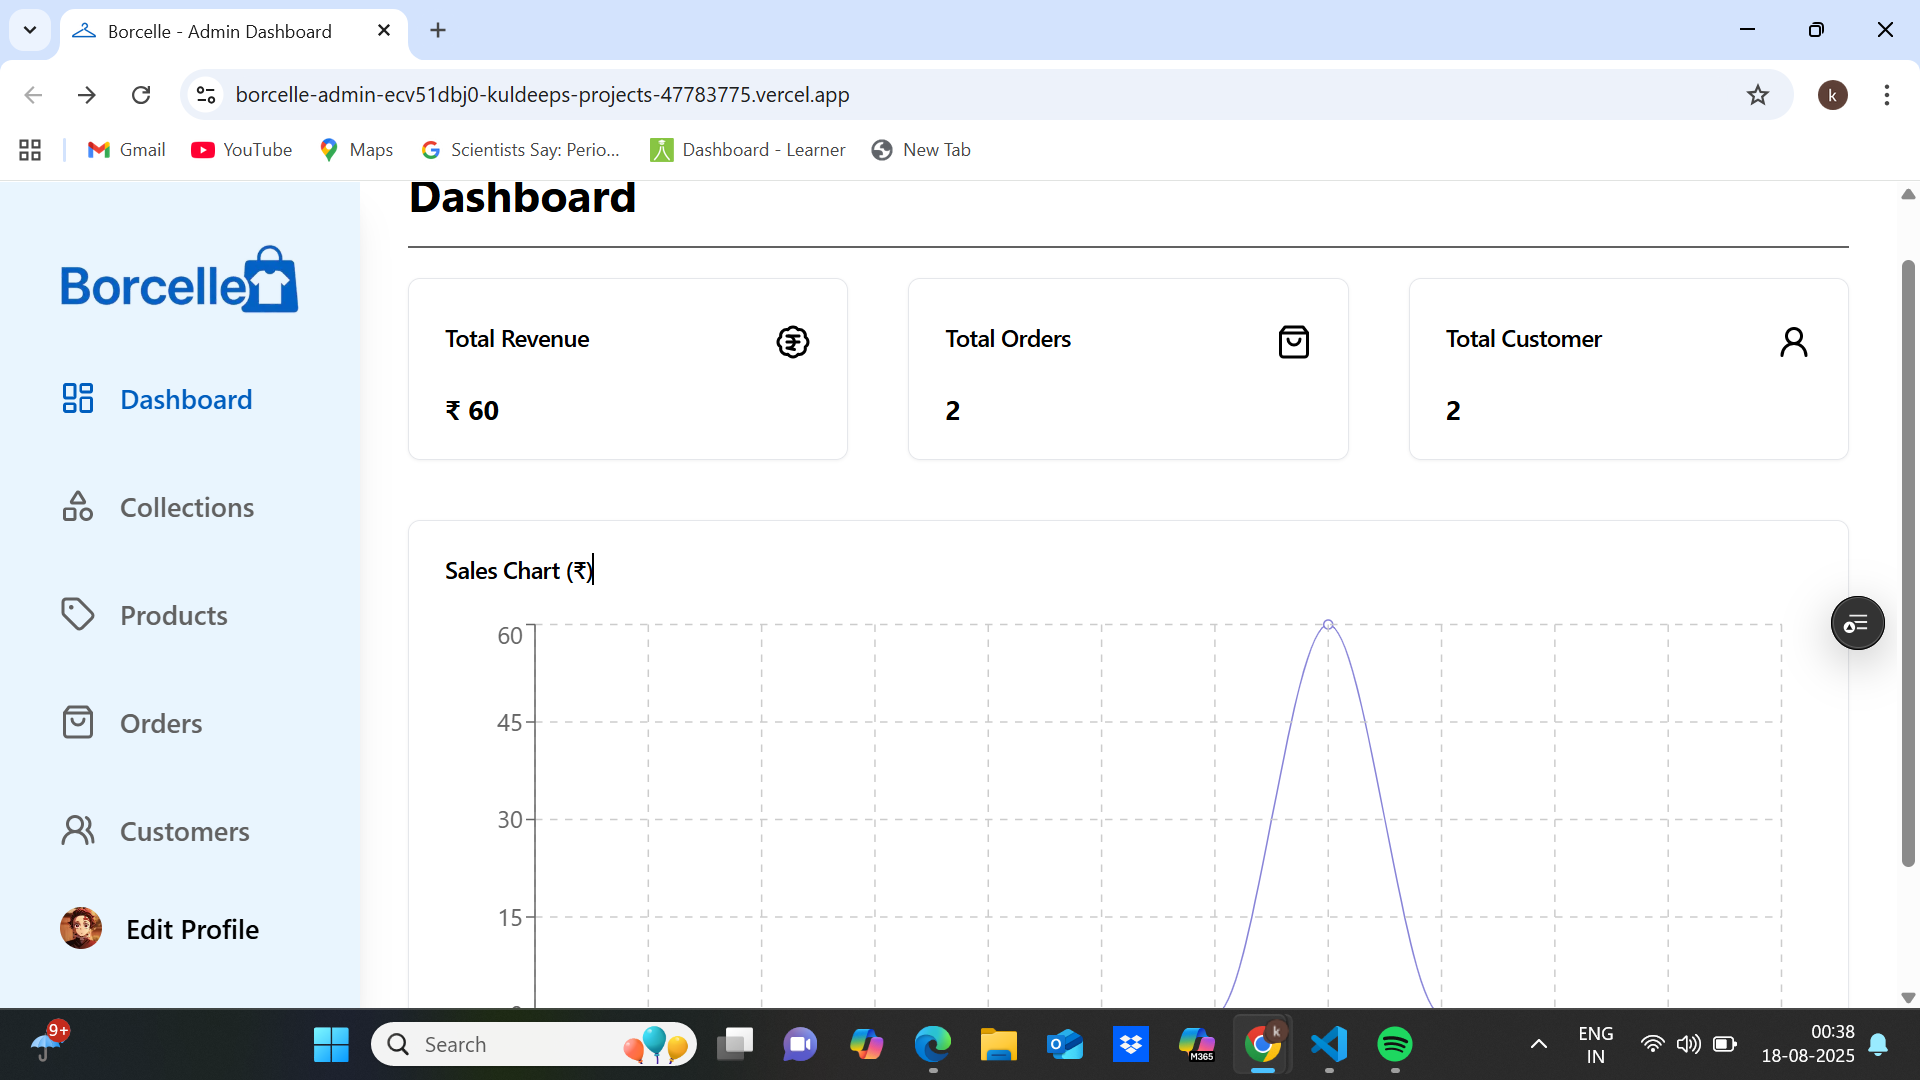 Borcelle - Admin Dashboard
borcelle-admin-ecv51dbj0-kuldeeps-projects-47783775.vercel.app
k
Gmail
YouTube
Maps
Scientists Say: Perio...
Dashboard - Learner
New Tab
Borcelle
Dashboard
Collections
Products
Orders
Customers
Edit Profile
Dashboard
Total Revenue
₹ 60
Total Orders
2
Total Customer
2
Sales Chart (₹)
60
45
30
15
9+
Search
M365
k
ENG
IN
00:38
18-08-2025